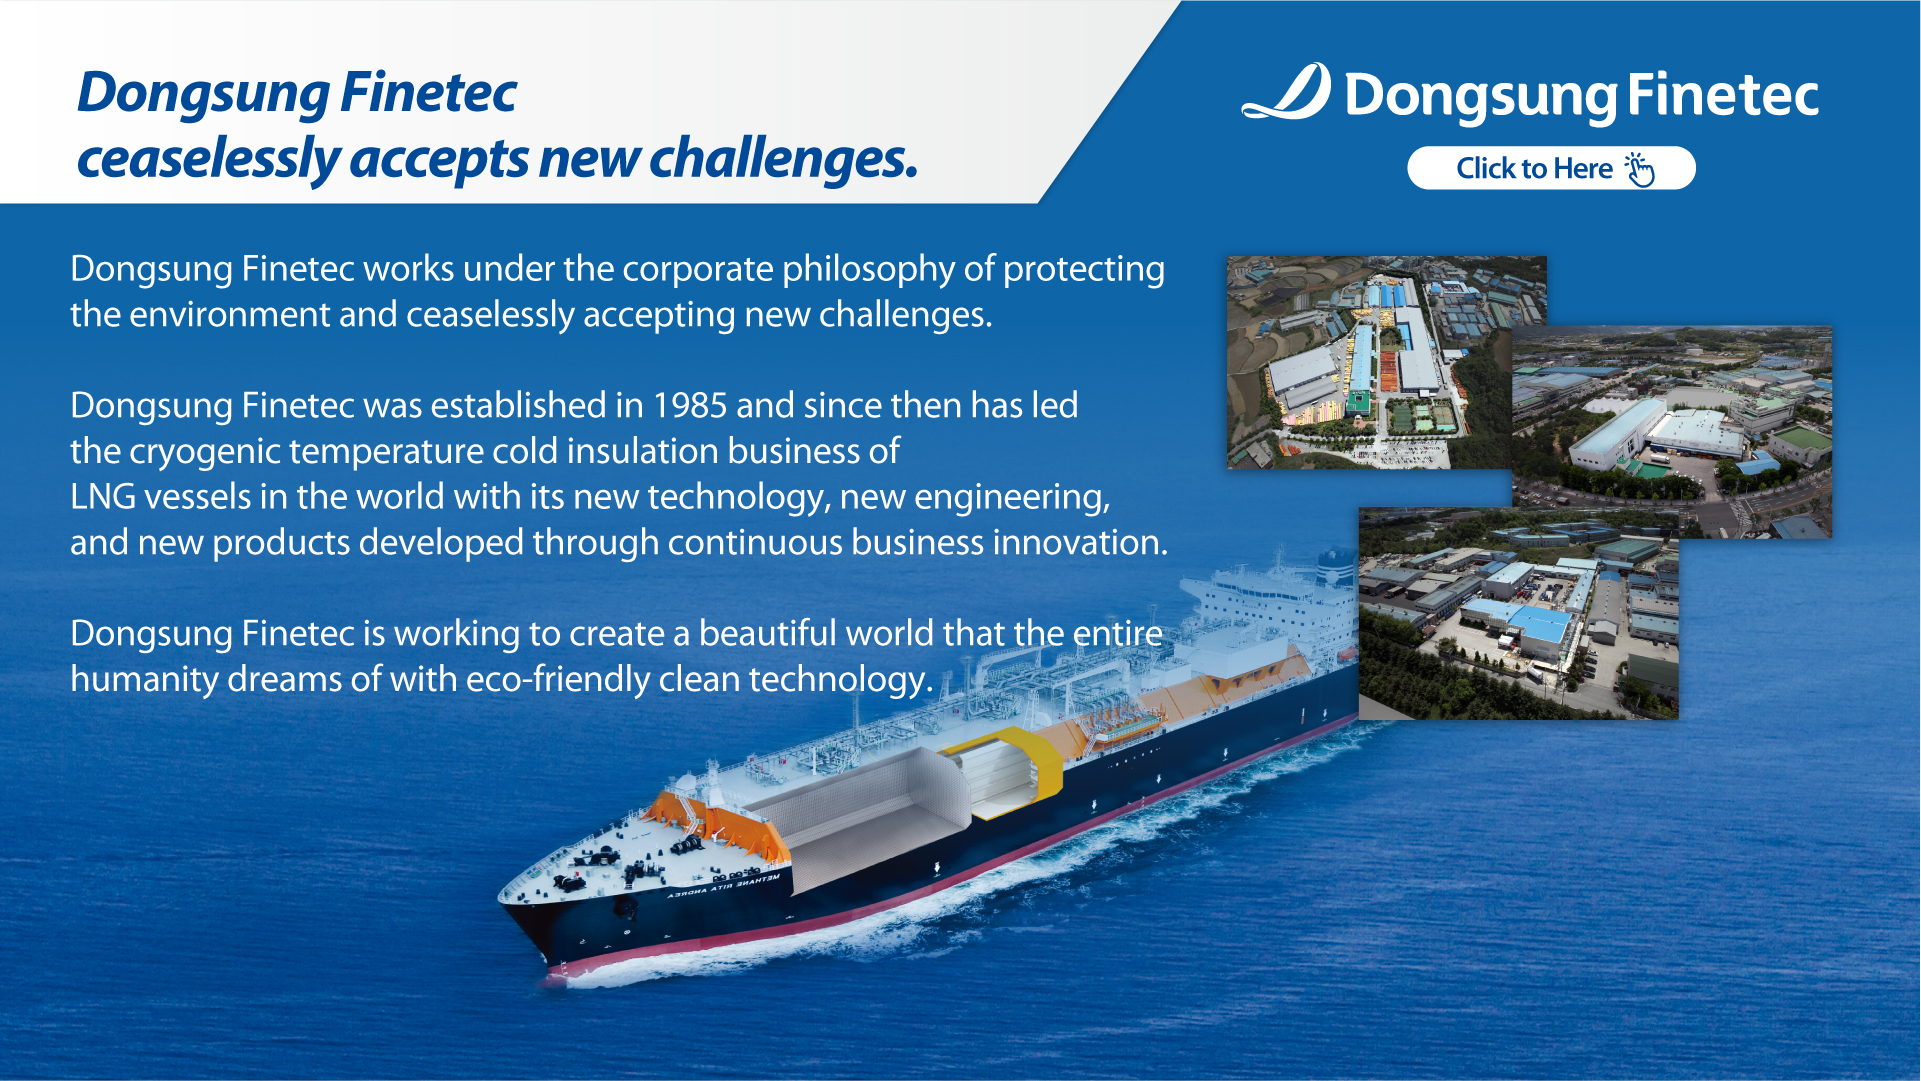 Dongsung Finetec
ceaselessly accepts new challenges.
Dongsung Finetec
Click to Here
Dongsung Finetec works under the corporate philosophy of protecting
the environment and ceaselessly accepting new challenges.
Dongsung Finetec was established in 1985 and since then has led
the cryogenic temperature cold insulation business of
LNG vessels in the world with its new technology, new engineering,
and new products developed through continuous business innovation.
Dongsung Finetec is working to create a beautiful world that the entire
humanity dreams of with eco-friendly clean technology.
METHANE RITA ANDREA